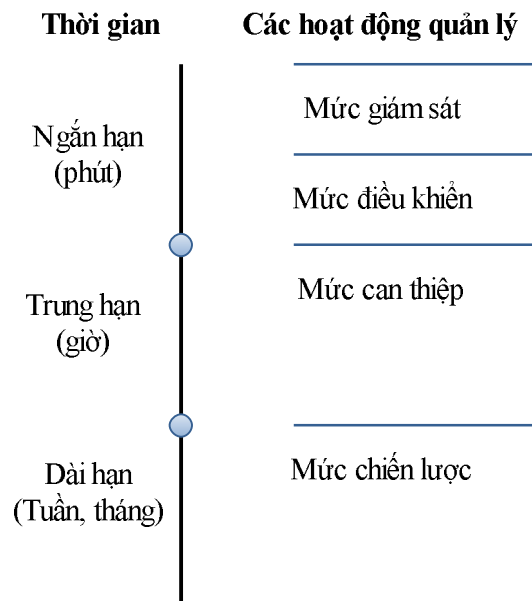 Thời gian
Các hoạt động quản lý
Ngắn hạn
(phút)
Mức giám sát
Mức điều khiển
Trung hạn
(giờ)
Mức can thiệp
Dài hạn
(Tuần, tháng)
Mức chiến lược